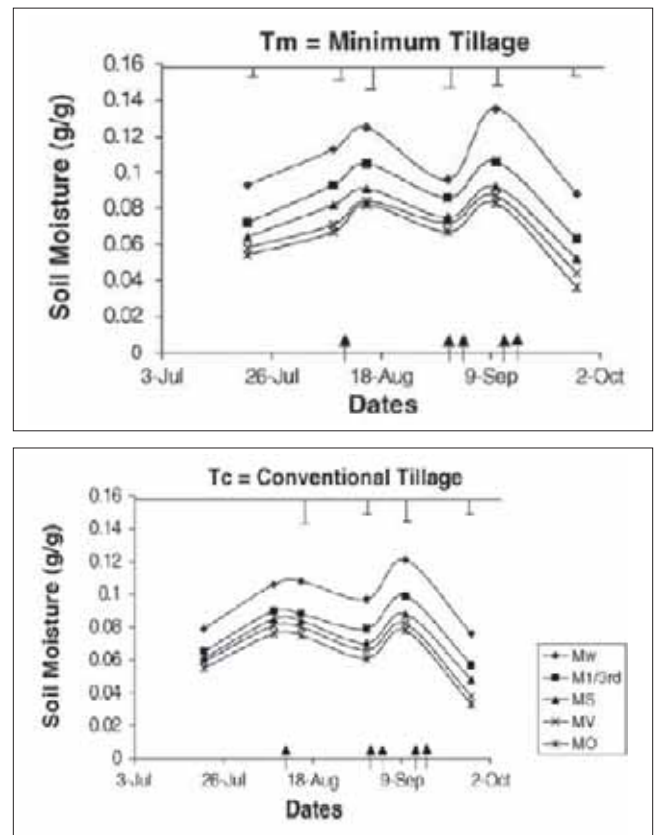 Tm = Minimum Tillage
0.16
0.14
0.12
0.1
0.08
0.06
0.04
0.02
0
Soil Moisture (g/g)
3-Jul 26-Jul 18-Aug 9-Sep 2-Oct
Dates
Tc = Conventional Tillage
0.16
0.14
0.12
0.1
0.08
0.06
0.04
0.02
0
Soil Moisture (g/g)
3-Jul 26-Jul 18-Aug 9-Sep 2-Oct
Dates
Mw
M1/3rd
MS
MV
MO